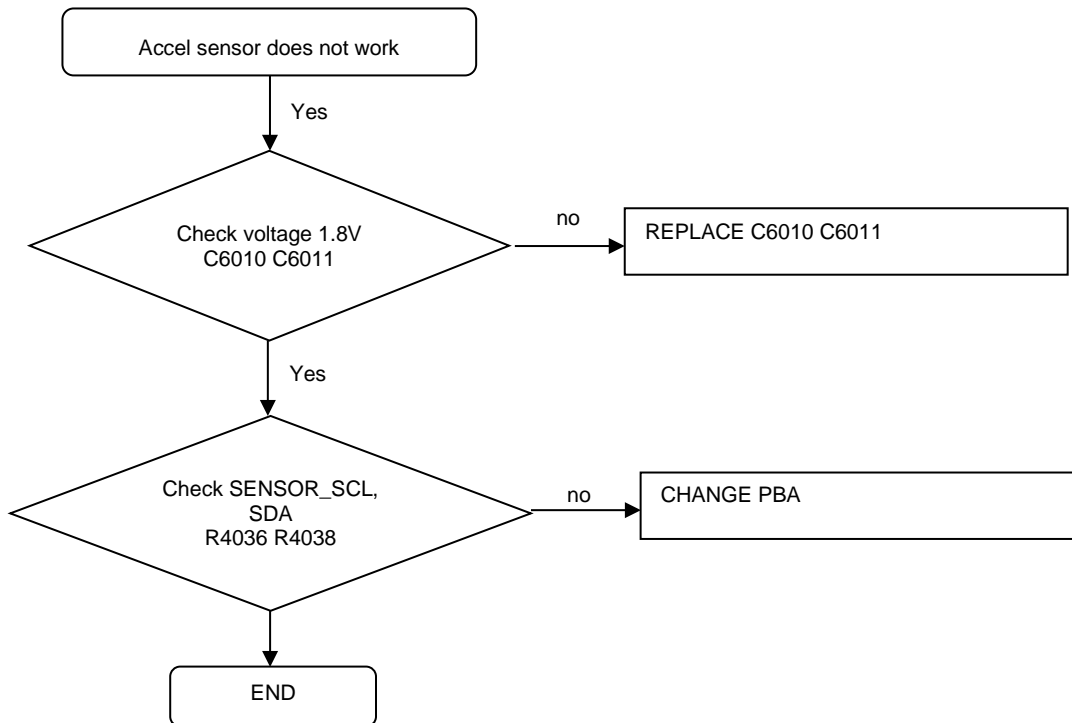 Accel sensor does not work
Yes
Check voltage 1.8V
C6010 C6011
no
REPLACE C6010 C6011
Yes
Check SENSOR_SCL,
SDA
R4036 R4038
no
CHANGE PBA
END